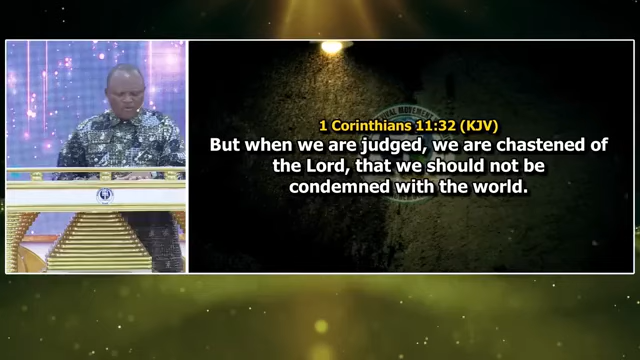 1 Corinthians 11:32 (KJV)
But when we are judged, we are chastened of
the Lord, that we should not be
condemned with the world.